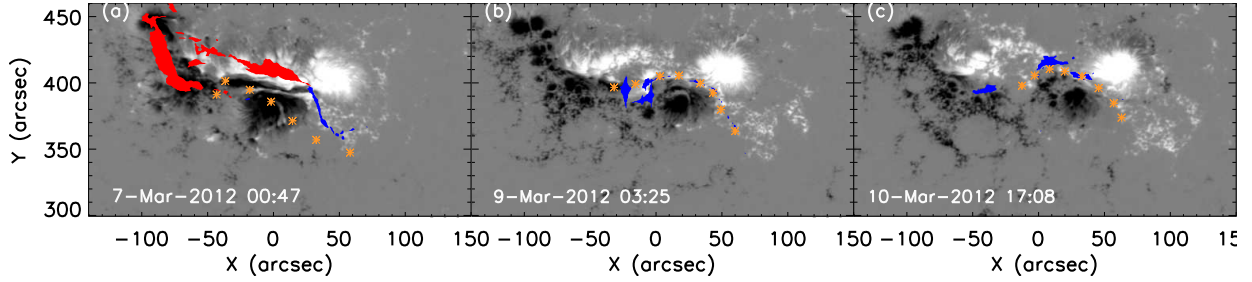 (a) (b) (c)
450
400
350
300
Y (arcsec)
7-Mar-2012 00:47 9-Mar-2012 03:25 10-Mar-2012 17:08
-100 -50 0 50 100 150 -100 -50 0 50 100 150 -100 -50 0 50 100 150
X (arcsec) X (arcsec) X (arcsec)